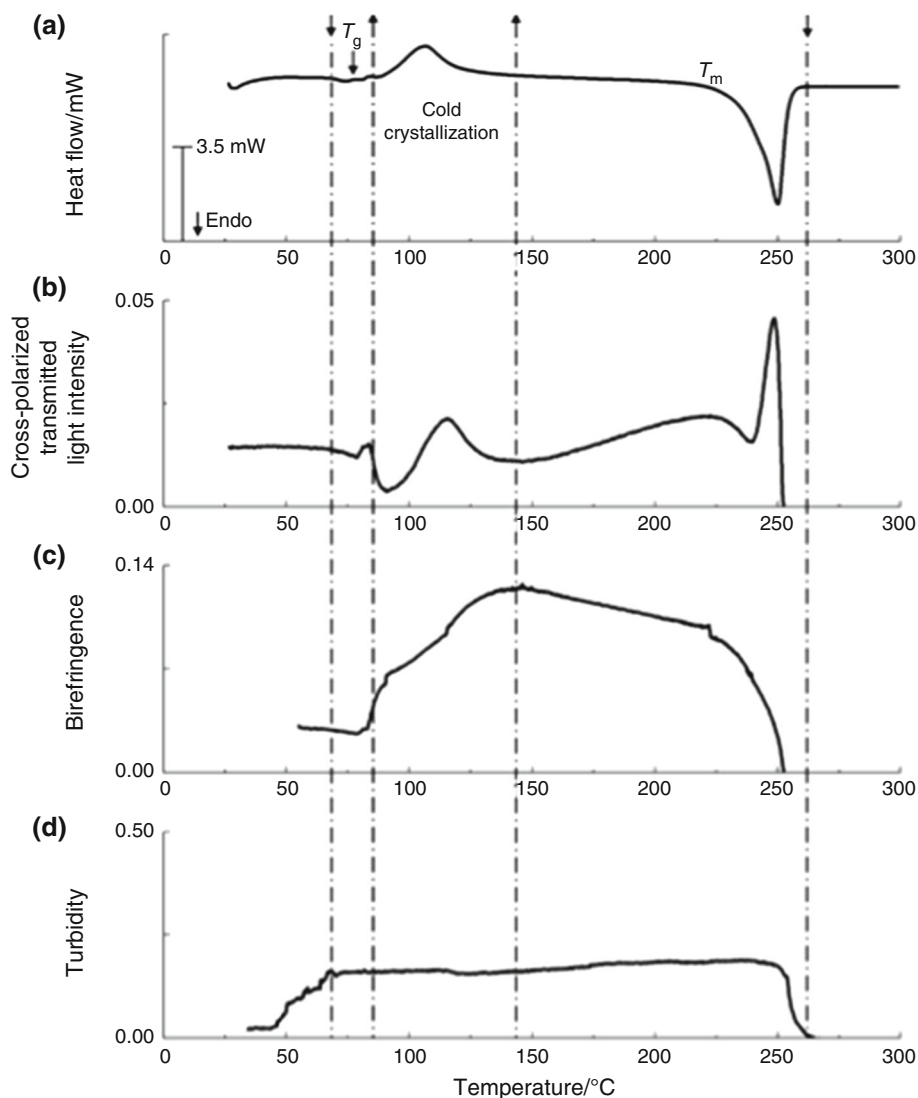 (a)
Tg
Tm
Cold
crystallization
3.5 mW
Endo
Heat flow/mW
0 50 100 150 200 250 300
(b)
0.05
Cross-polarized
transmitted
light intensity
0.00
0 50 100 150 200 250 300
(c)
0.14
Birefringence
0.00
0 50 100 150 200 250 300
(d)
0.50
Turbidity
0.00
0 50 100 150 200 250 300
Temperature/°C